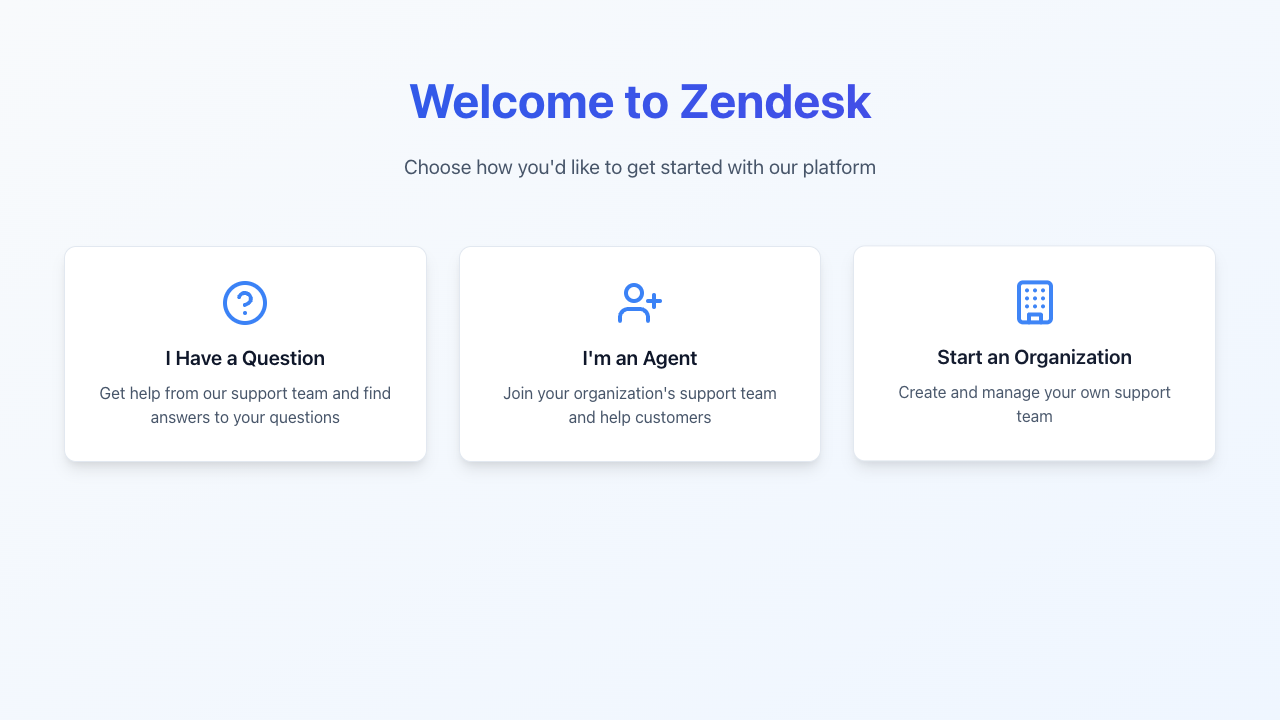 Welcome to Zendesk
Choose how you'd like to get started with our platform
I Have a Question
Get help from our support team and find
answers to your questions
I'm an Agent
Join your organization's support team
and help customers
Start an Organization
Create and manage your own support
team